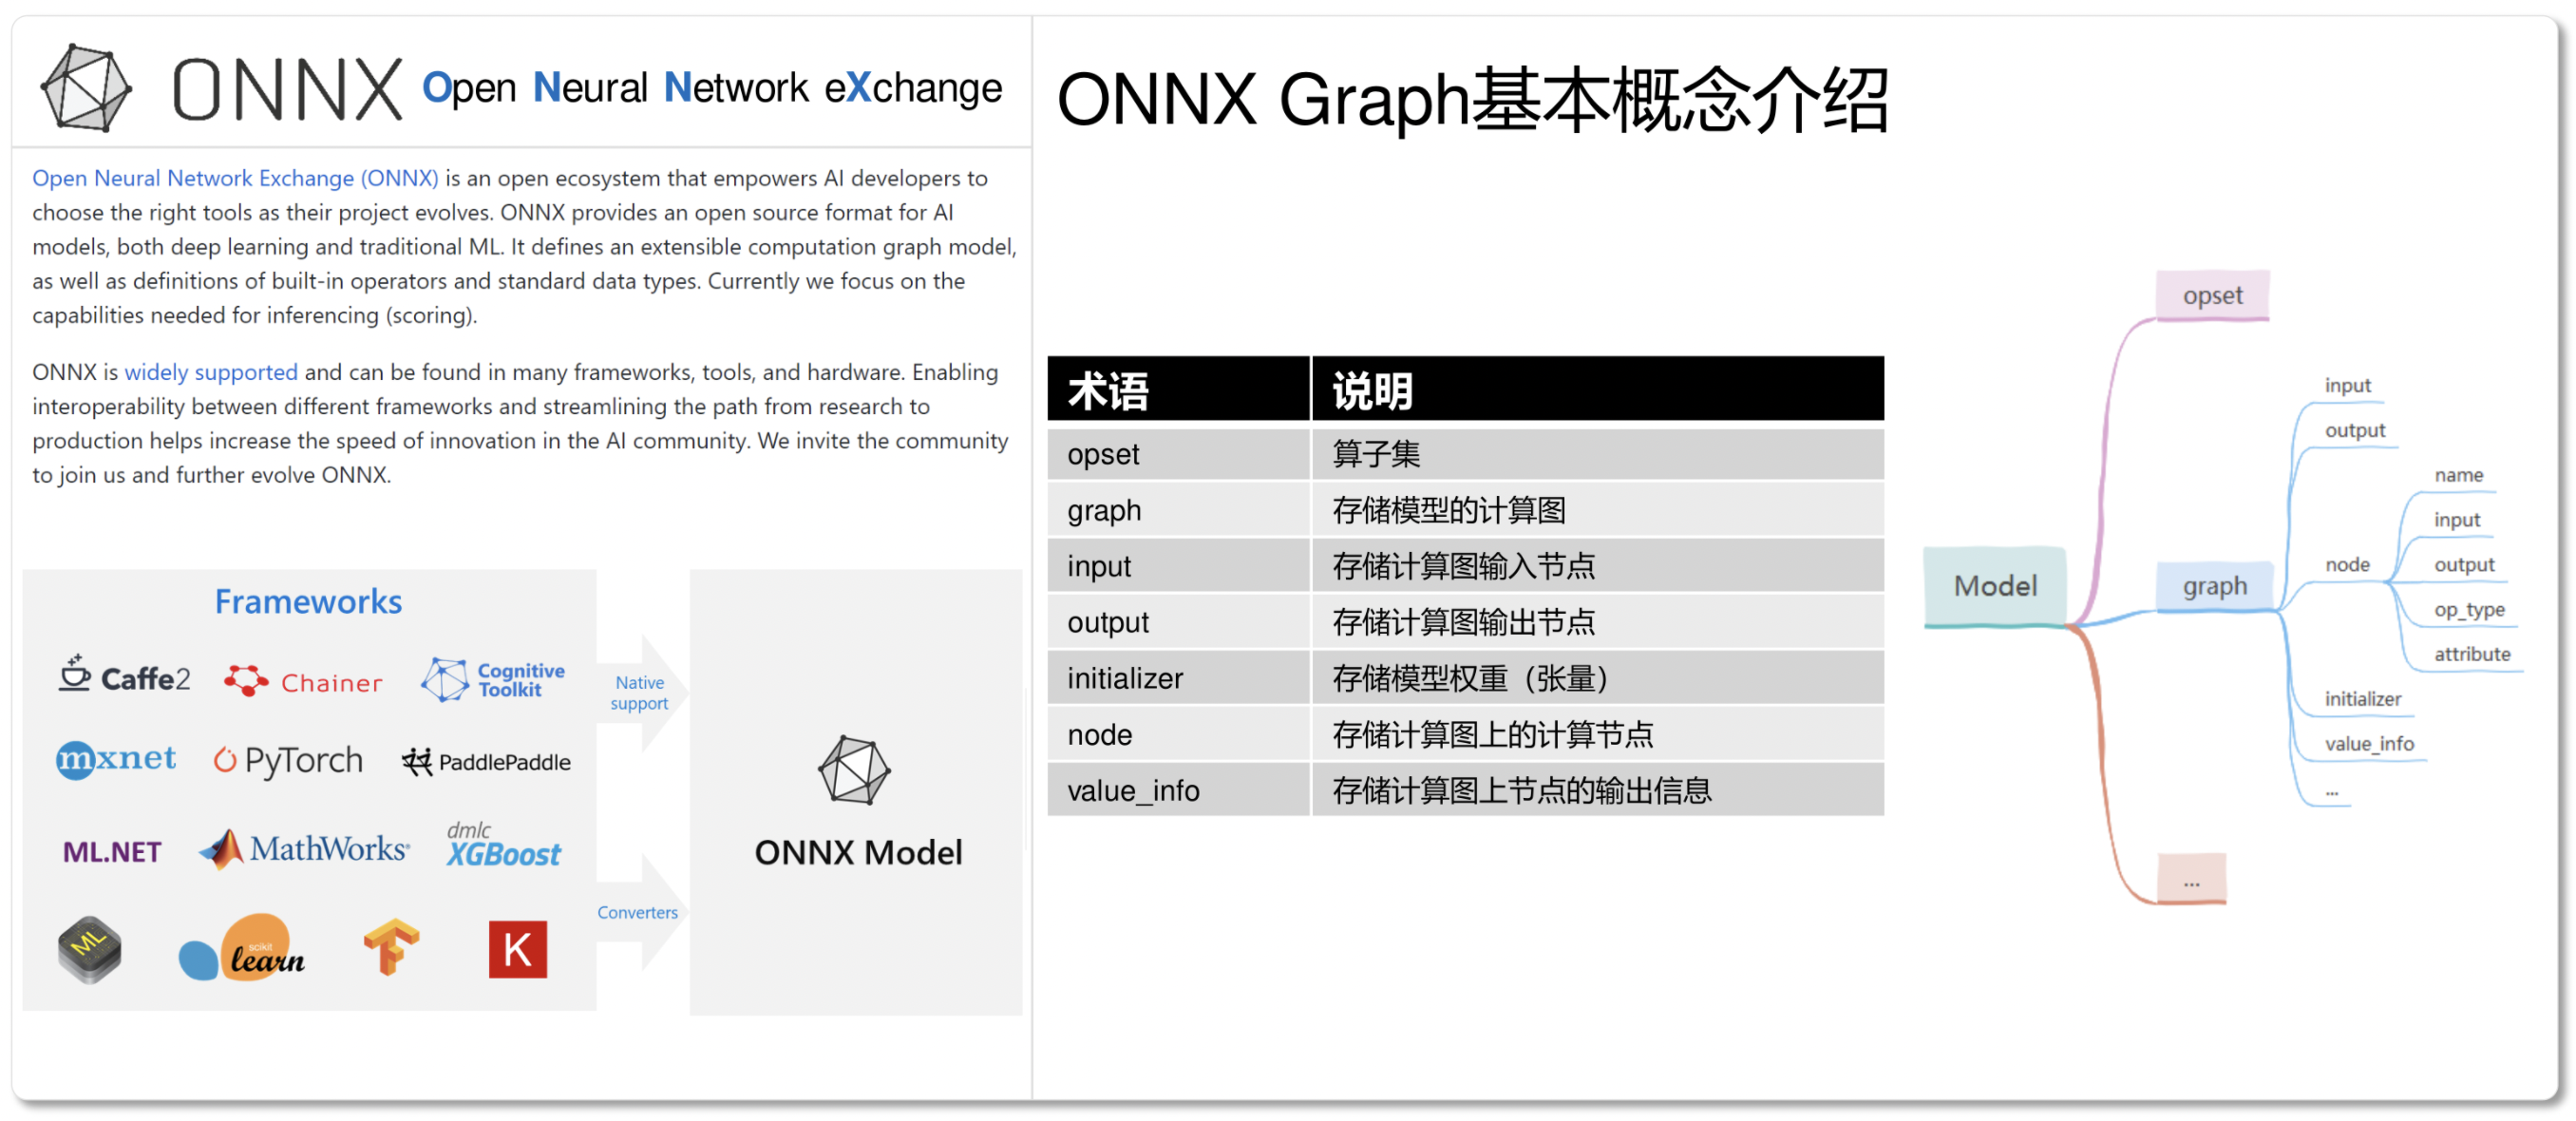 ONNX Open Neural Network eXchange
Open Neural Network Exchange (ONNX) is an open ecosystem that empowers AI developers to
choose the right tools as their project evolves. ONNX provides an open source format for AI
models, both deep learning and traditional ML. It defines an extensible computation graph model,
as well as definitions of built-in operators and standard data types. Currently we focus on the
capabilities needed for inferencing (scoring).
ONNX is widely supported and can be found in many frameworks, tools, and hardware. Enabling
interoperability between different frameworks and streamlining the path from research to
production helps increase the speed of innovation in the AI community. We invite the community
to join us and further evolve ONNX.
Frameworks
Caffe2 Chainer Cognitive
Toolkit
mxnet PyTorch PaddlePaddle
ML.NET MathWorks® dmlc
XGBoost
ML scikit
learn K
Native
support
Converters
ONNX Model
ONNX Graph基本概念介绍
术语 说明
opset 算子集
graph 存储模型的计算图
input 存储计算图输入节点
output 存储计算图输出节点
initializer 存储模型权重（张量）
node 存储计算图上的计算节点
value_info 存储计算图上节点的输出信息
Model
opset
graph
input
output
node
name
input
output
op_type
attribute
initializer
value_info
...
...